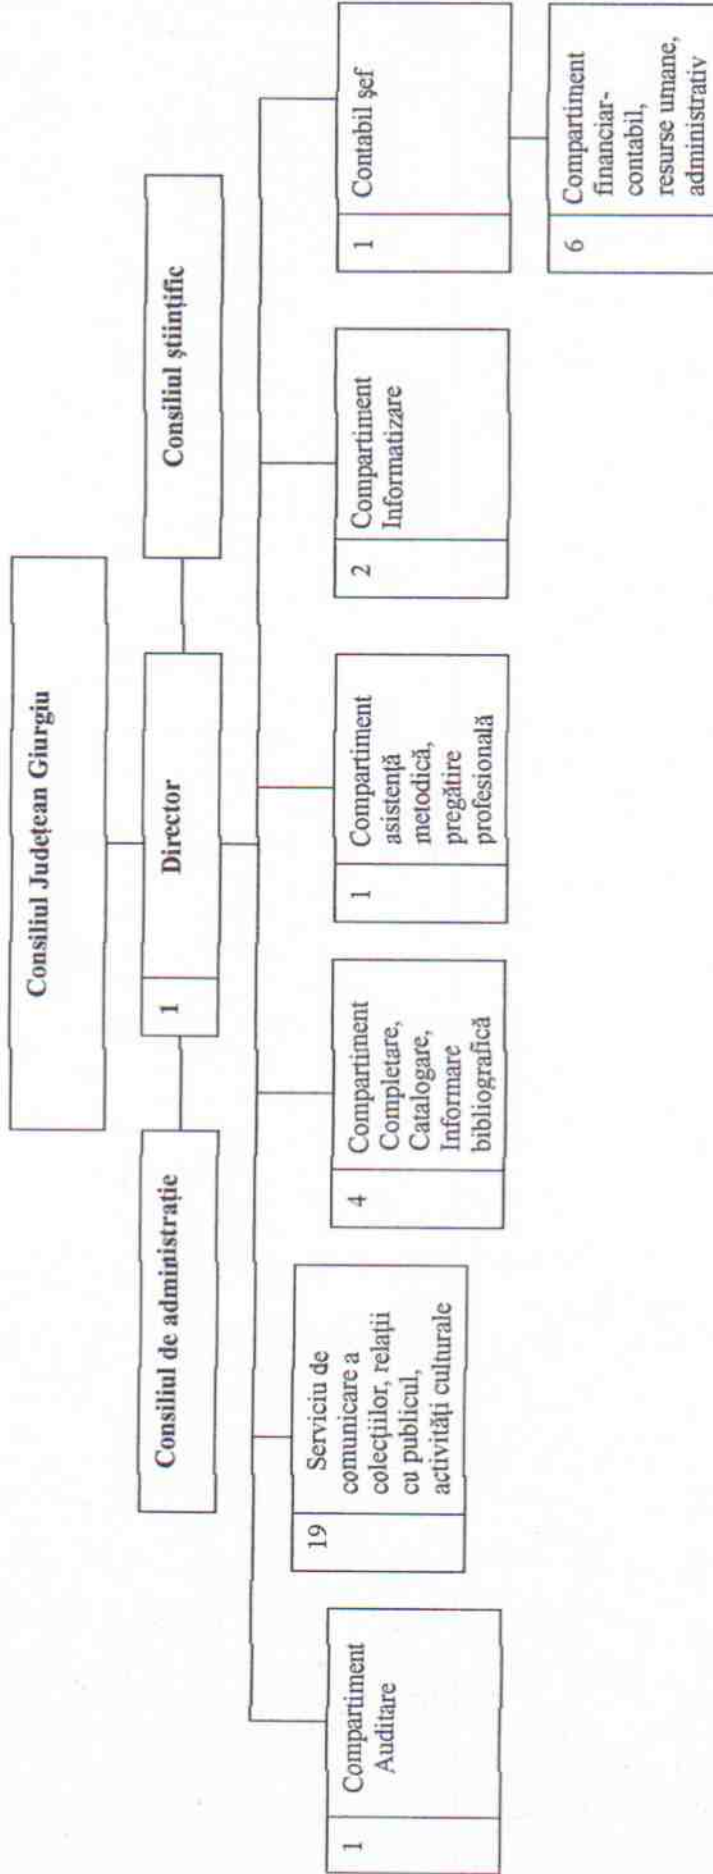 Consiliul Județean Giurgiu
Consiliul de administrație
1
Director
Consiliul științific
1
Compartiment
Auditare
19
Serviciu de
comunicare a
colecțiilor, relații
cu publicul,
activități culturale
4
Compartiment
Completare,
Catalogare,
Informare
bibliografică
1
Compartiment
asistență
metodică,
pregătire
profesională
2
Compartiment
Informatizare
1
Contabil șef
6
Compartiment
financiar-
contabil,
resurse umane,
administrativ